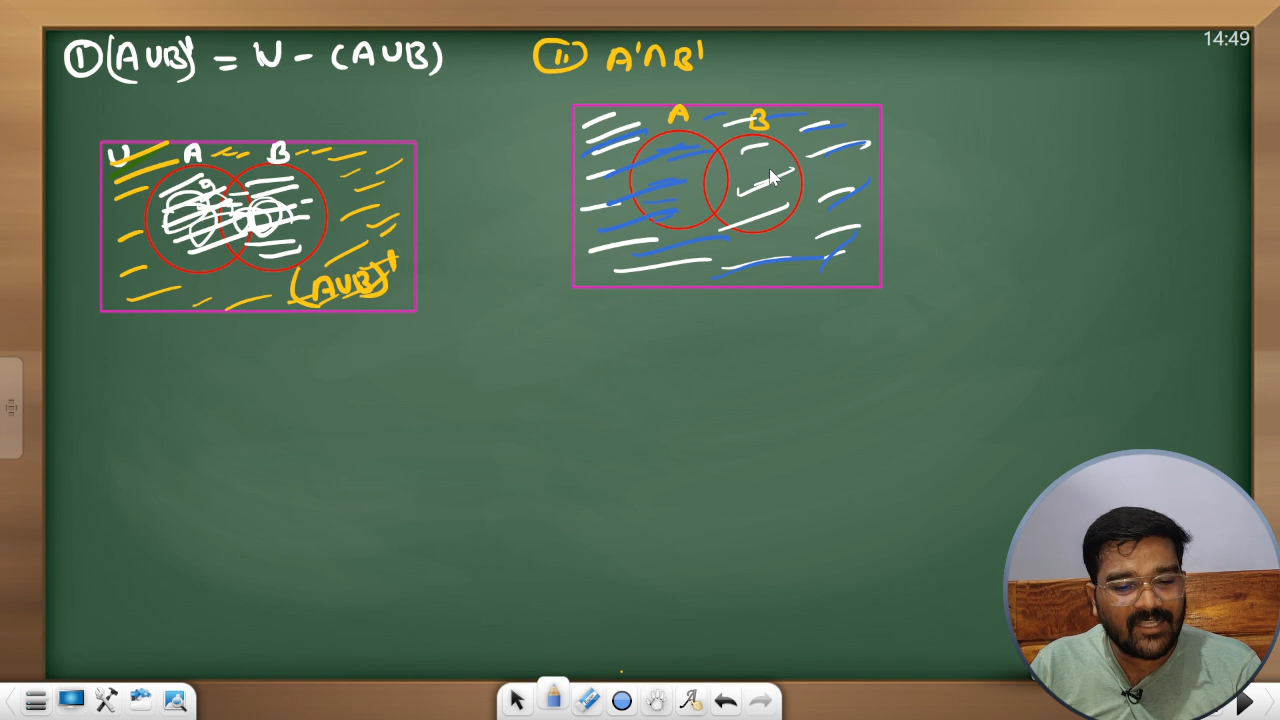 ① (A∪B)' = U - (A∪B)
ⅱ A'∩B'
14:49
U A B
(A∪B)'
A B